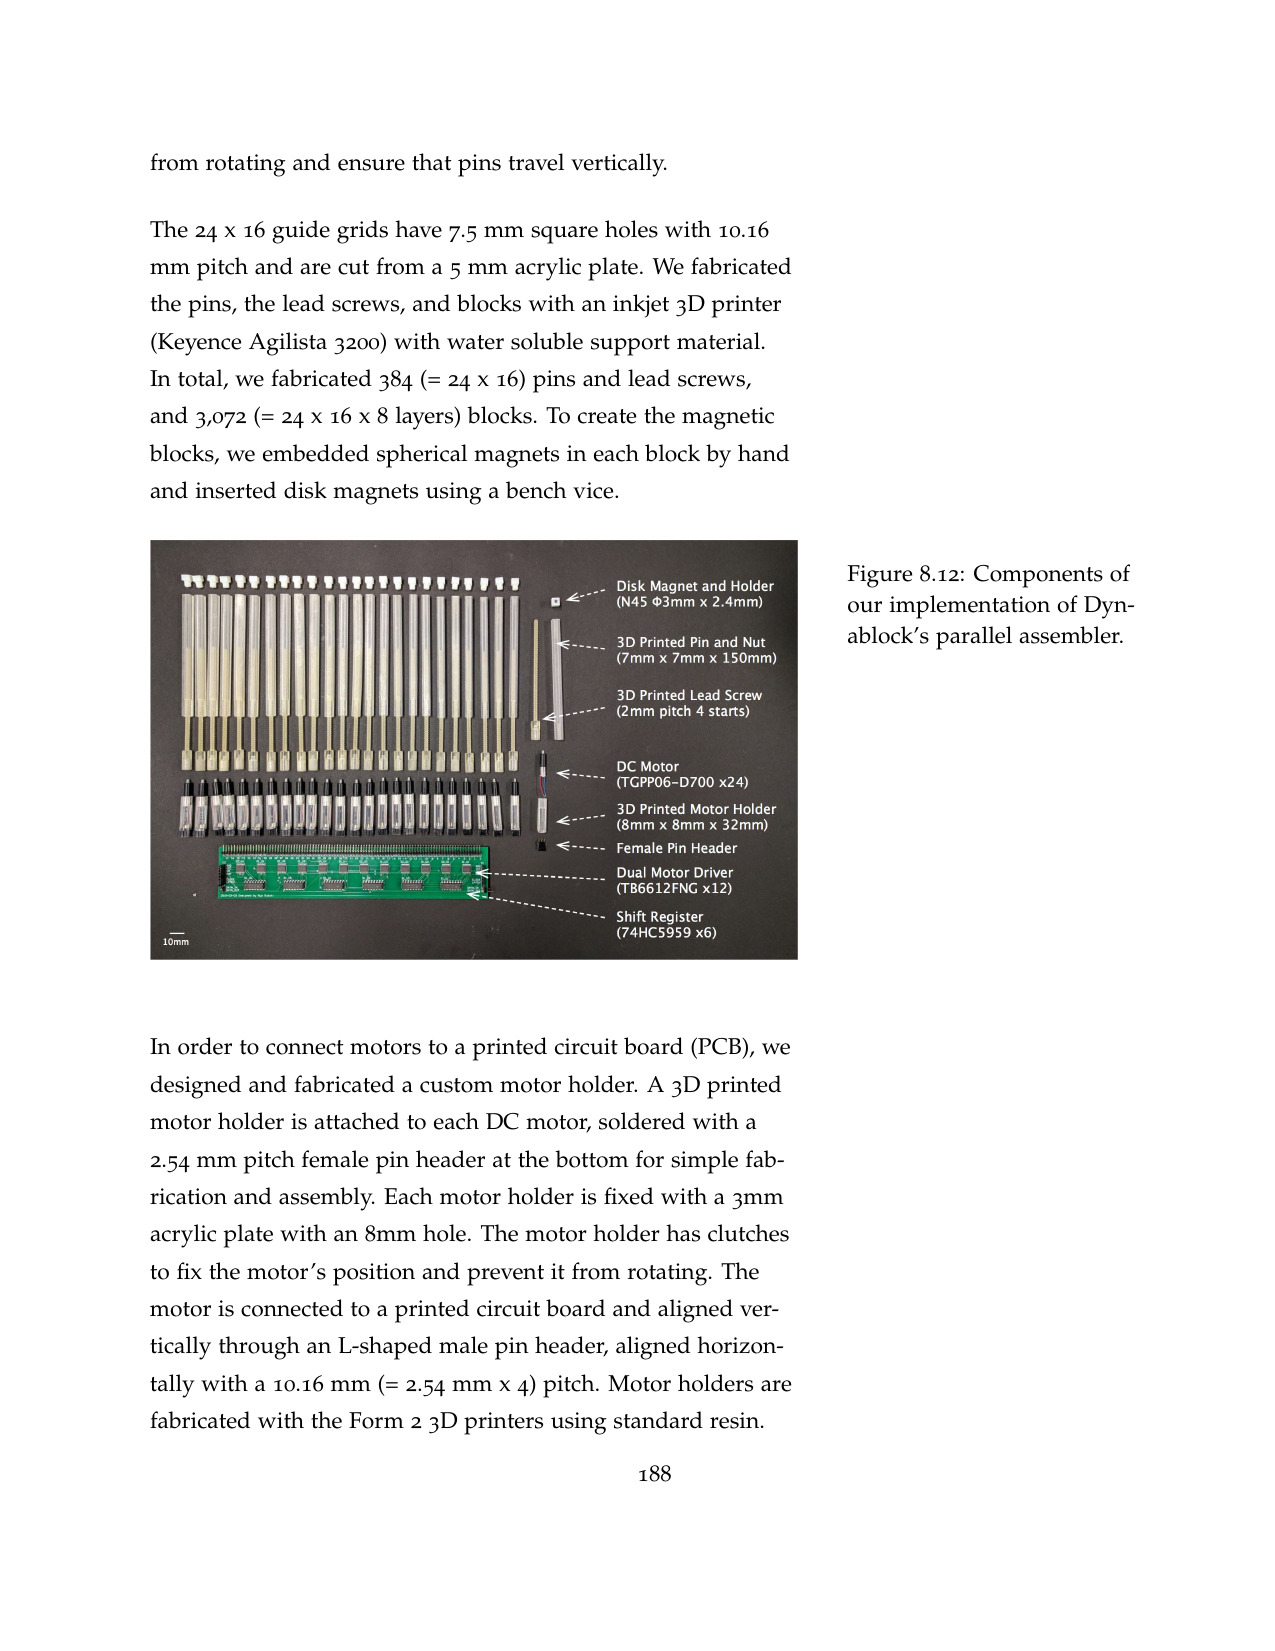 from rotating and ensure that pins travel vertically.
The 24 x 16 guide grids have 7.5 mm square holes with 10.16
mm pitch and are cut from a 5 mm acrylic plate. We fabricated
the pins, the lead screws, and blocks with an inkjet 3D printer
(Keyence Agilista 3200) with water soluble support material.
In total, we fabricated 384 (= 24 x 16) pins and lead screws,
and 3,072 (= 24 x 16 x 8 layers) blocks. To create the magnetic
blocks, we embedded spherical magnets in each block by hand
and inserted disk magnets using a bench vice.
Disk Magnet and Holder
(N45 Φ3mm x 2.4mm)
3D Printed Pin and Nut
(7mm x 7mm x 150mm)
3D Printed Lead Screw
(2mm pitch 4 starts)
DC Motor
(TGPP06-D700 x24)
3D Printed Motor Holder
(8mm x 8mm x 32mm)
Female Pin Header
Dual Motor Driver
(TB6612FNG x12)
Shift Register
(74HC5959 x6)
10mm
Figure 8.12: Components of
our implementation of Dyn-
ablock's parallel assembler.
In order to connect motors to a printed circuit board (PCB), we
designed and fabricated a custom motor holder. A 3D printed
motor holder is attached to each DC motor, soldered with a
2.54 mm pitch female pin header at the bottom for simple fab-
rication and assembly. Each motor holder is fixed with a 3mm
acrylic plate with an 8mm hole. The motor holder has clutches
to fix the motor's position and prevent it from rotating. The
motor is connected to a printed circuit board and aligned ver-
tically through an L-shaped male pin header, aligned horizon-
tally with a 10.16 mm (= 2.54 mm x 4) pitch. Motor holders are
fabricated with the Form 2 3D printers using standard resin.
188